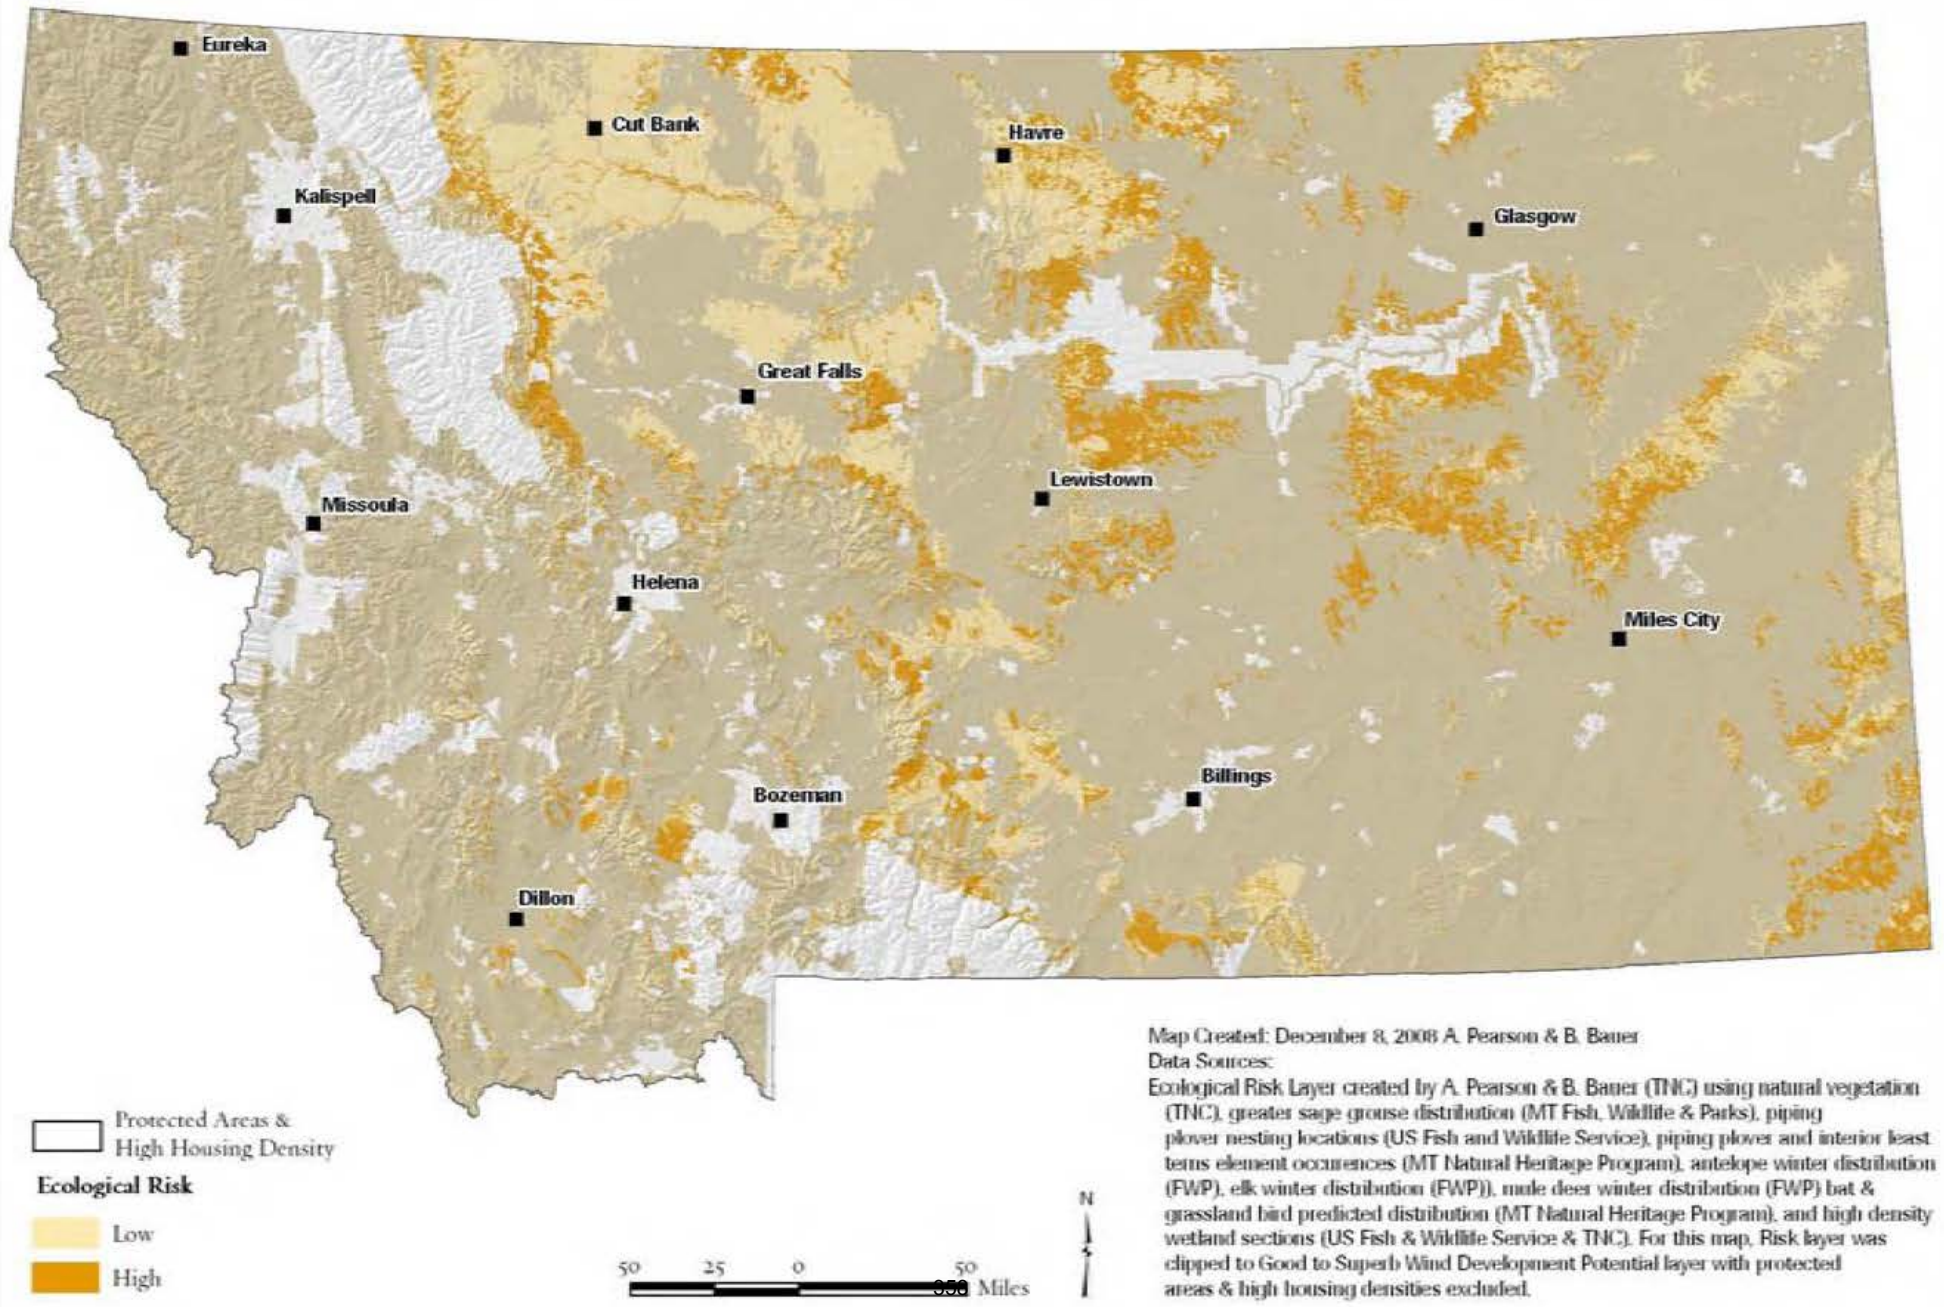 Eureka
Cut Bank
Havre
Kalispell
Glasgow
Great Falls
Lewistown
Missoula
Helena
Miles City
Billings
Bozeman
Dillon
Map Created: December 8, 2008 A. Pearson & B. Bauer
Data Sources:
Ecological Risk Layer created by A. Pearson & B. Bauer (TNC) using natural vegetation
(TNC), greater sage grouse distribution (MT Fish, Wildlife & Parks), piping
plover nesting locations (US Fish and Wildlife Service), piping plover and interior least
terns element occurences (MT Natural Heritage Program), antelope winter distribution
(FWP), elk winter distribution (FWP)), mule deer winter distribution (FWP) bat &
grassland bird predicted distribution (MT Natural Heritage Program), and high density
wetland sections (US Fish & Wildlife Service & TNC). For this map, Risk layer was
clipped to Good to Superb Wind Development Potential layer with protected
areas & high housing densities excluded.
Protected Areas &
High Housing Density
Ecological Risk
Low
High
N
50 25 0 50
Miles